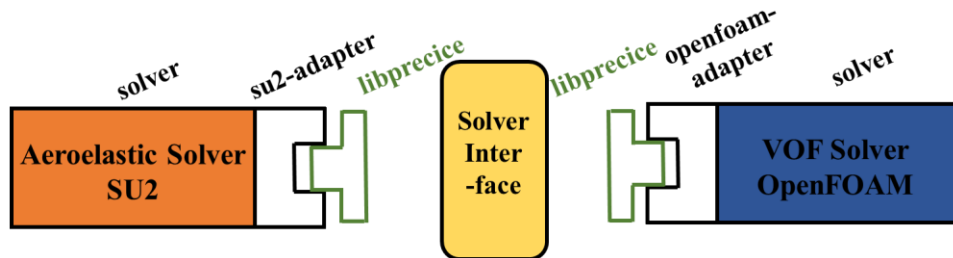 solver
su2-adapter
libprecice
libprecice
openfoam-
adapter
solver
Aeroelastic Solver
SU2
Solver
Inter
-face
VOF Solver
OpenFOAM